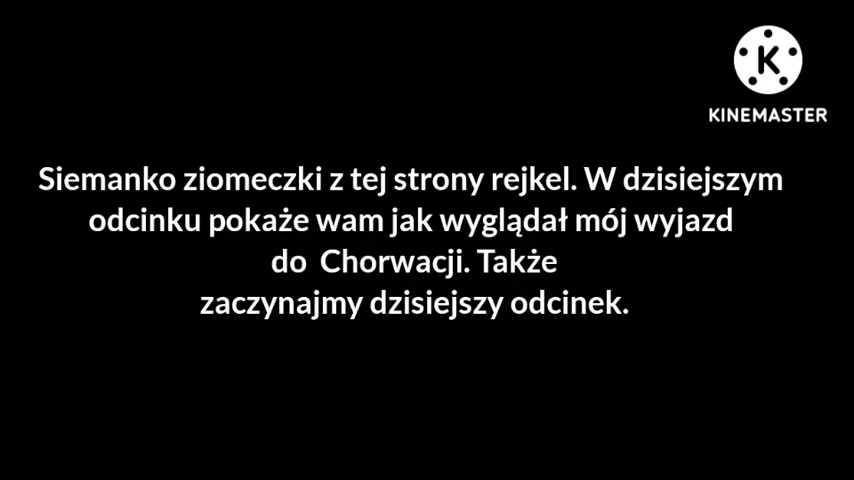 KINEMASTER
Siemanko ziomeczki z tej strony rejkel. W dzisiejszym
odcinku pokaże wam jak wyglądał mój wyjazd
do  Chorwacji. Także
zaczynajmy dzisiejszy odcinek.